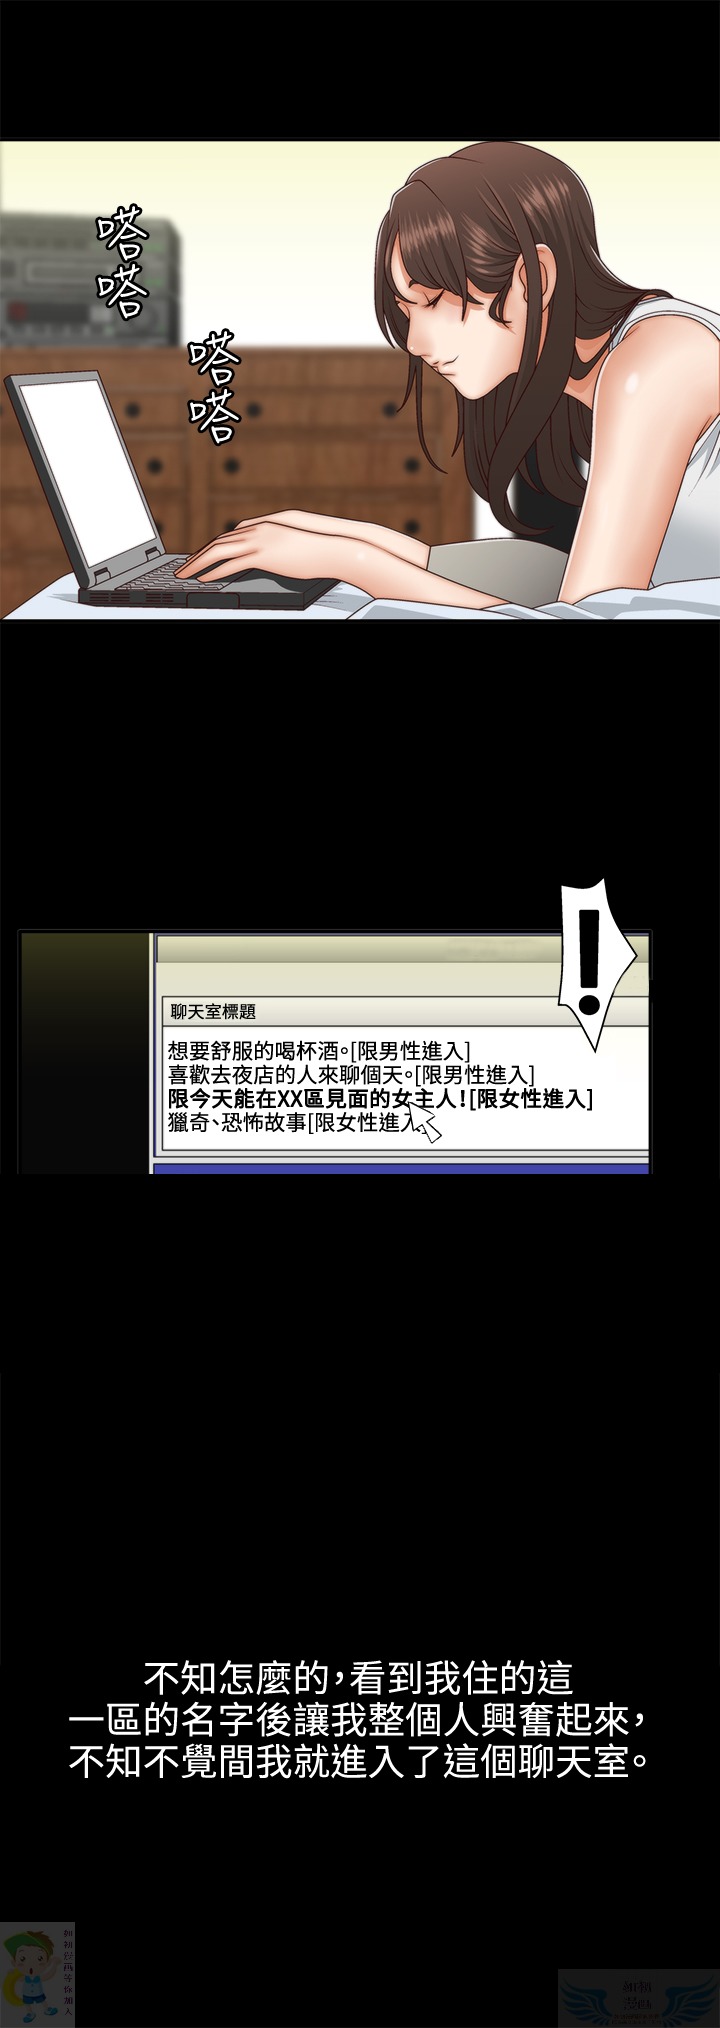 嗒
嗒
嗒
嗒
!
聊天室標題
想要舒服的喝杯酒。[限男性進入]
喜歡去夜店的人來聊個天。[限男性進入]
限今天能在XX區見面的女主人![限女性進入]
獵奇、恐怖故事[限女性進入]
不知怎麼的,看到我住的這
一區的名字後讓我整個人興奮起來,
不知不覺間我就進入了這個聊天室。